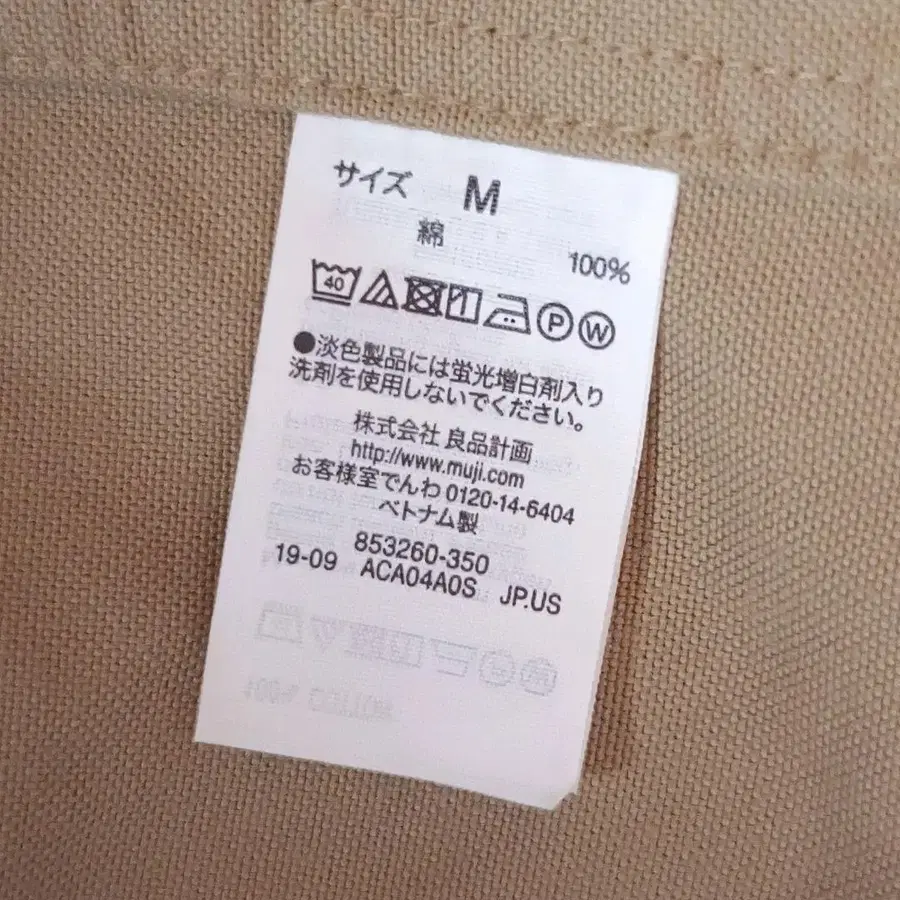 サイズ M
綿 100%
40 P W
●淡色製品には蛍光増白剤入り
洗剤を使用しないでください。
株式会社 良品計画
http://www.muji.com
お客様室でんわ 0120-14-6404
ベトナム製
853260-350
19-09 ACA04A0S JP.US